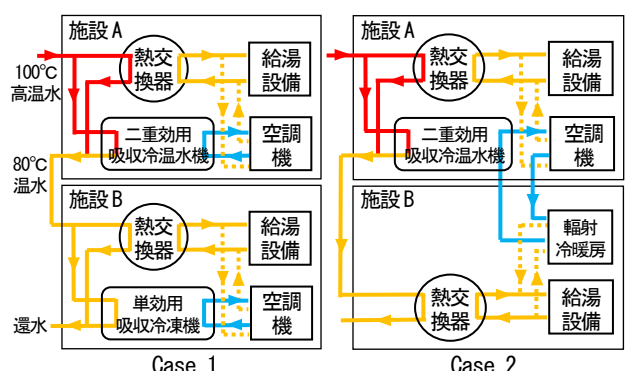 施設A
100℃
高温水
熱交
換器
給湯
設備
二重効用
吸収冷温水機
空調
機
80℃
温水
施設B
熱交
換器
給湯
設備
単効用
吸収冷凍機
空調
機
還水
Case 1
施設A
熱交
換器
給湯
設備
二重効用
吸収冷温水機
空調
機
施設B
輻射
冷暖房
熱交
換器
給湯
設備
Case 2